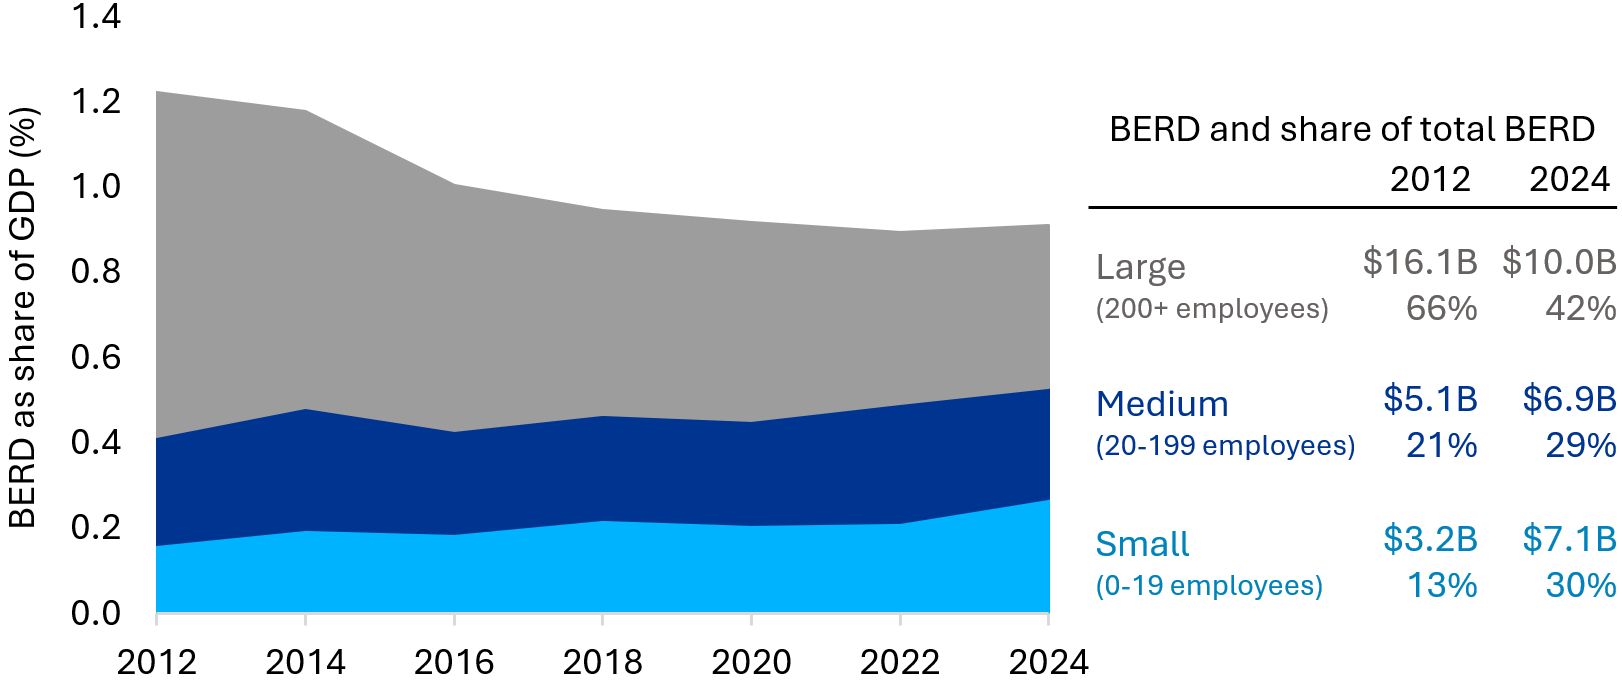 BERD as share of GDP (%)
1.4
1.2
1.0
0.8
0.6
0.4
0.2
0.0
2012 2014 2016 2018 2020 2022 2024
BERD and share of total BERD
2012 2024
Large $16.1B $10.0B
(200+ employees) 66% 42%
Medium $5.1B $6.9B
(20-199 employees) 21% 29%
Small $3.2B $7.1B
(0-19 employees) 13% 30%